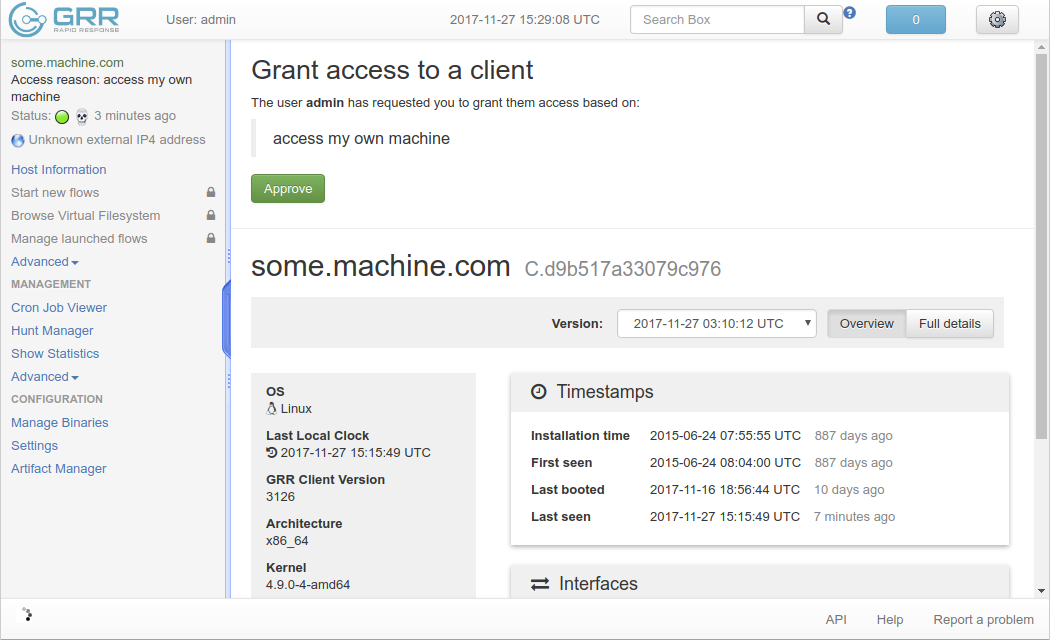 GRR
RAPID RESPONSE
User: admin
2017-11-27 15:29:08 UTC
Search Box
?
0
some.machine.com
Access reason: access my own
machine
Status: 3 minutes ago
Unknown external IP4 address
Host Information
Start new flows
Browse Virtual Filesystem
Manage launched flows
Advanced
MANAGEMENT
Cron Job Viewer
Hunt Manager
Show Statistics
Advanced
CONFIGURATION
Manage Binaries
Settings
Artifact Manager
Grant access to a client
The user admin has requested you to grant them access based on:
access my own machine
Approve
some.machine.com C.d9b517a33079c976
Version: 2017-11-27 03:10:12 UTC Overview Full details
OS
Linux
Last Local Clock
2017-11-27 15:15:49 UTC
GRR Client Version
3126
Architecture
x86_64
Kernel
4.9.0-4-amd64
Timestamps
Installation time 2015-06-24 07:55:55 UTC 887 days ago
First seen 2015-06-24 08:04:00 UTC 887 days ago
Last booted 2017-11-16 18:56:44 UTC 10 days ago
Last seen 2017-11-27 15:15:49 UTC 7 minutes ago
Interfaces
API Help Report a problem